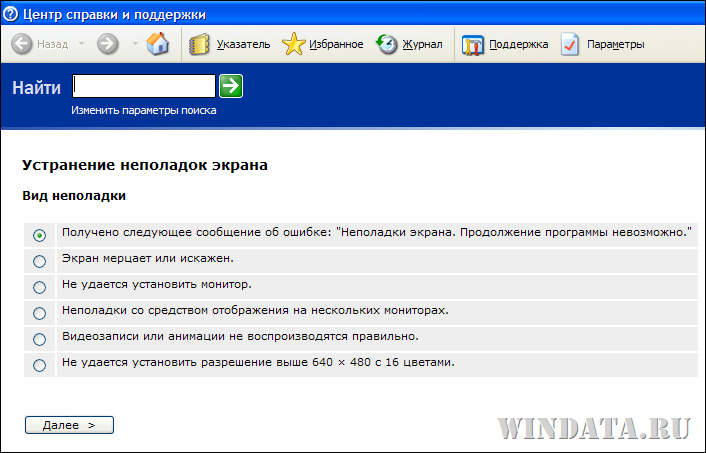 Центр справки и поддержки
Назад Указатель Избранное Журнал Поддержка Параметры
Найти
Изменить параметры поиска
Устранение неполадок экрана
Вид неполадки
Получено следующее сообщение об ошибке: "Неполадки экрана. Продолжение программы невозможно."
Экран мерцает или искажен.
Не удается установить монитор.
Неполадки со средством отображения на нескольких мониторах.
Видеозаписи или анимации не воспроизводятся правильно.
Не удается установить разрешение выше 640 × 480 с 16 цветами.
Далее >
WINDATA.RU